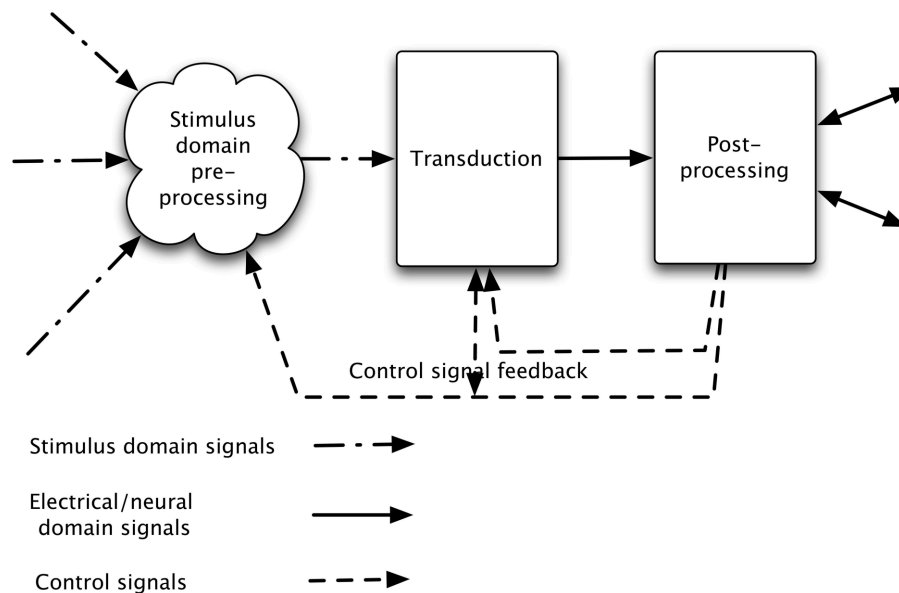 Stimulus
domain
pre-
processing
Transduction
Post-
processing
Control signal feedback
Stimulus domain signals
Electrical/neural
domain signals
Control signals